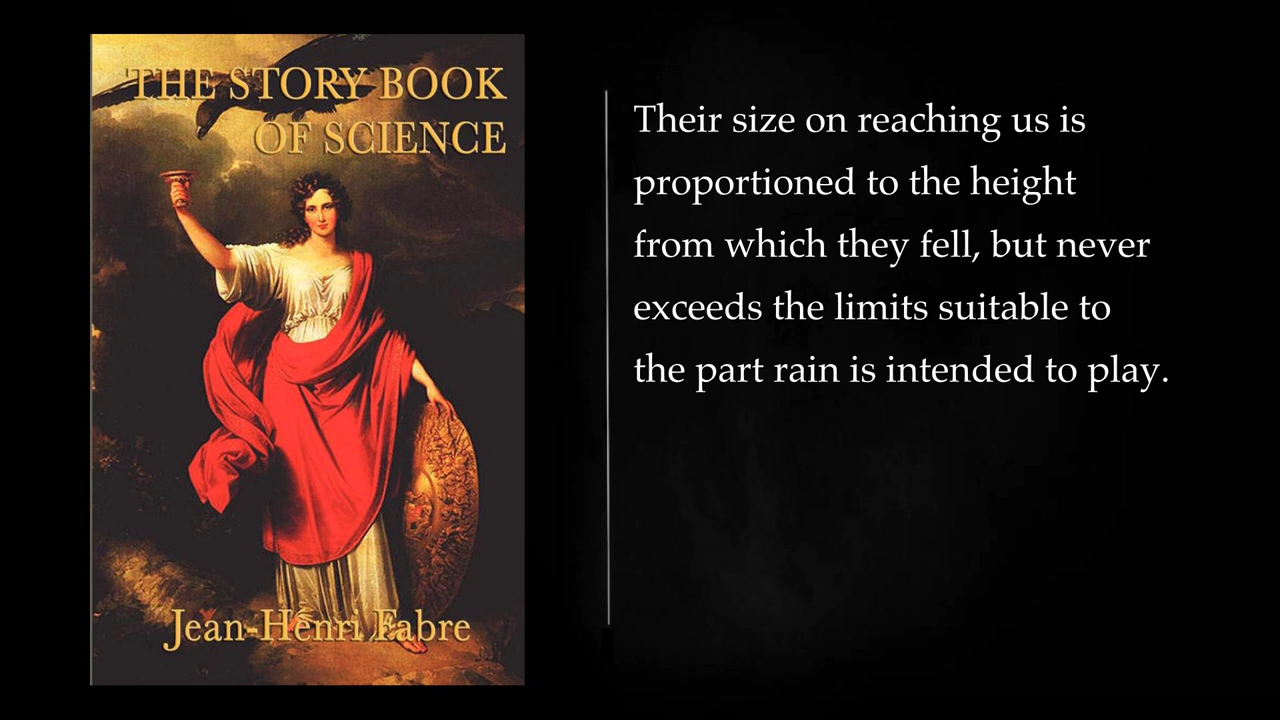 THE STORY BOOK
OF SCIENCE
Jean-Henri Fabre
Their size on reaching us is
proportioned to the height
from which they fell, but never
exceeds the limits suitable to
the part rain is intended to play.